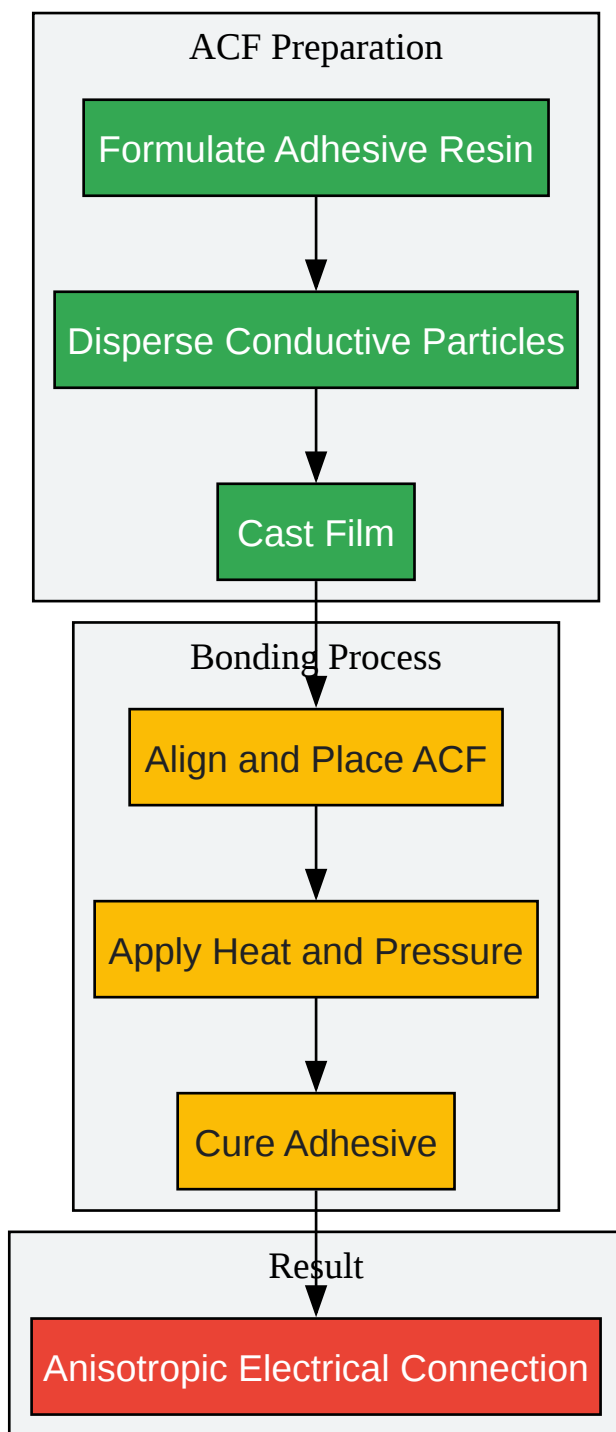 ACF Preparation
Formulate Adhesive Resin
Disperse Conductive Particles
Cast Film
Bonding Process
Align and Place ACF
Apply Heat and Pressure
Cure Adhesive
Result
Anisotropic Electrical Connection